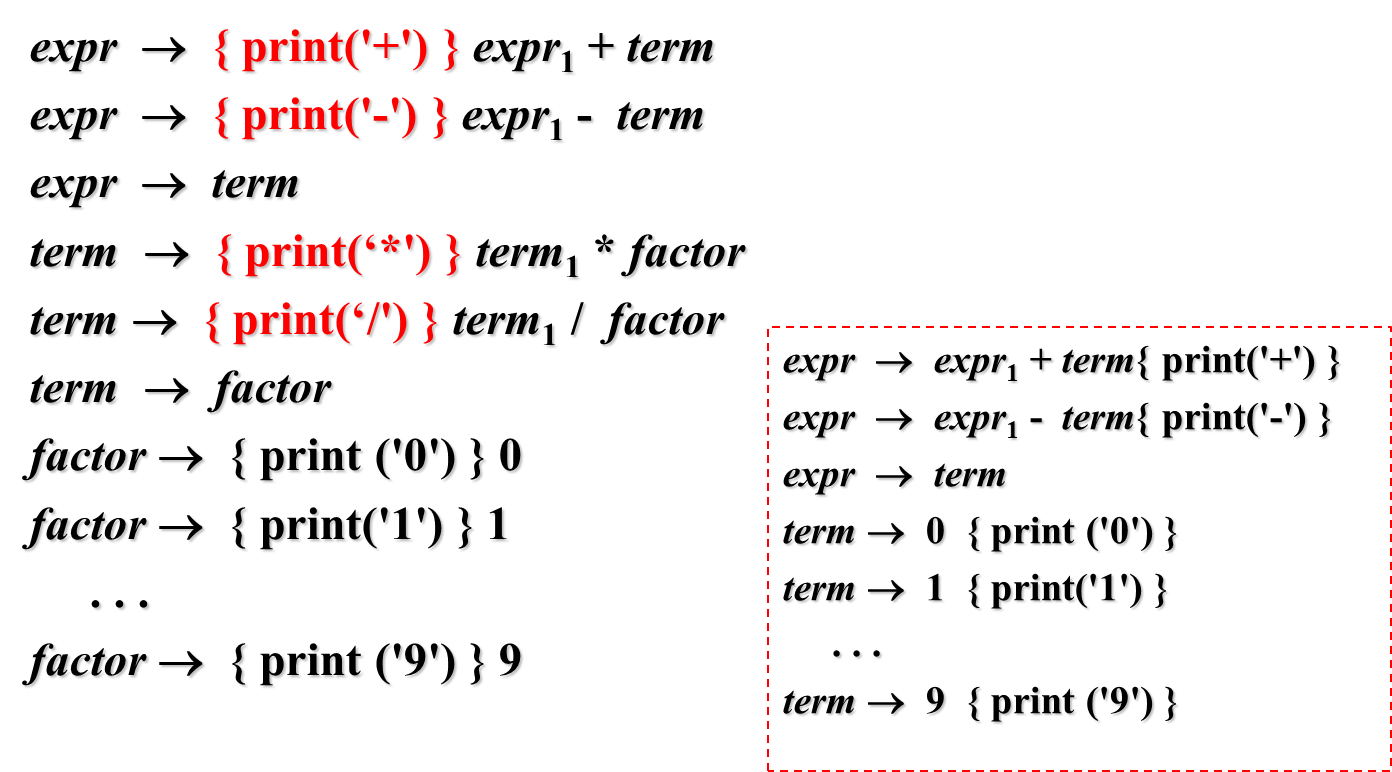 expr → { print('+') } expr₁ + term
expr → { print('-') } expr₁ - term
expr → term
term → { print(‘*') } term₁ * factor
term → { print(‘/') } term₁ / factor
term → factor
factor → { print ('0') } 0
factor → { print('1') } 1
. . .
factor → { print ('9') } 9
expr → expr₁ + term{ print('+') }
expr → expr₁ - term{ print('-') }
expr → term
term → 0 { print ('0') }
term → 1 { print('1') }
. . .
term → 9 { print ('9') }